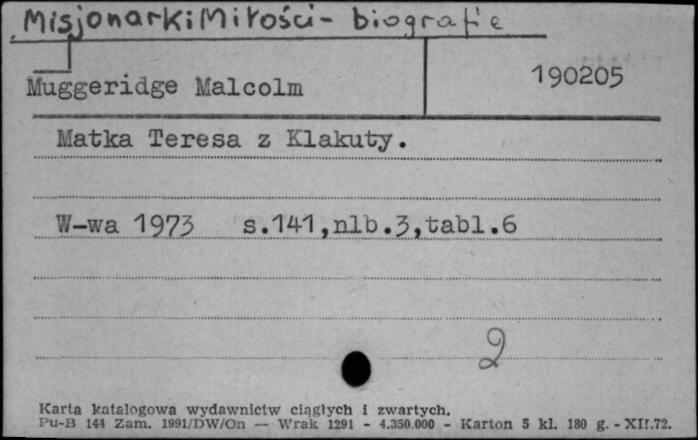 Misjonarki Miłości - biografie
190205
Muggeridge Malcolm
Matka Teresa z Klakuty.
W-wa 1973 s.141,nlb.3,tabl.6
2
Karta katalogowa wydawnictw ciągłych i zwartych.
Pu-B 144 Zam. 1991/DW/On — Wrak 1291 - 4.350.000 - Karton 5 kl. 180 g. - XII.72.